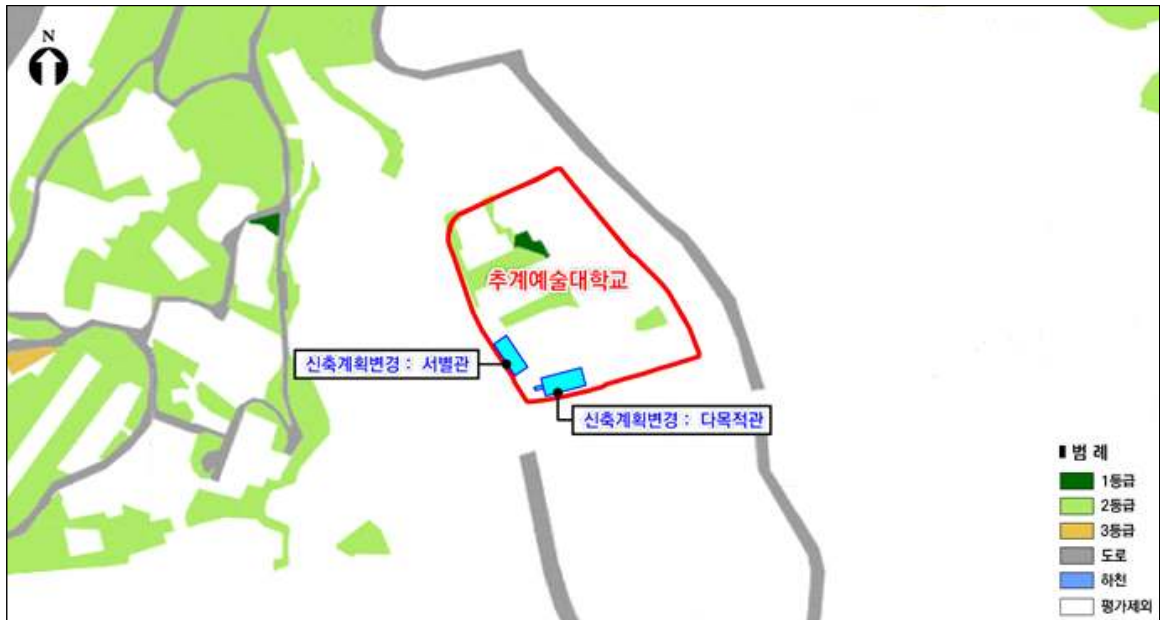 N
추계예술대학교
신축계획변경 : 서별관
신축계획변경 : 다목적관
범 례
1등급
2등급
3등급
도로
하천
평가제외